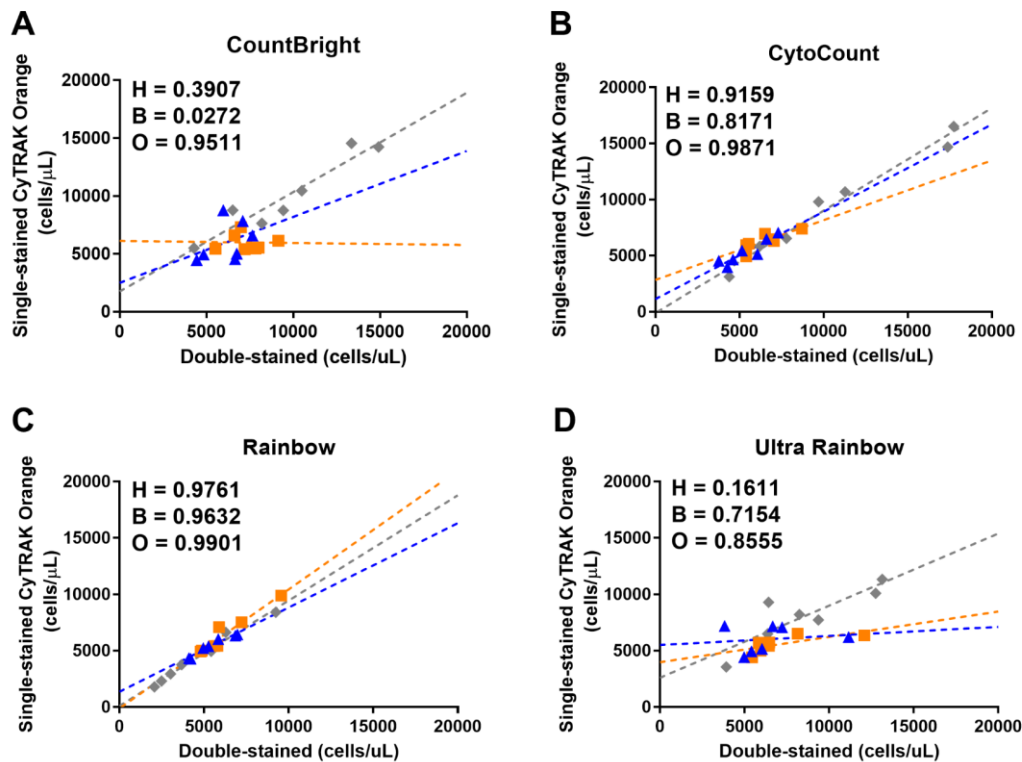 A
CountBright
Single-stained CyTRAK Orange
(cells/μL)
20000
15000
10000
5000
0
H = 0.3907
B = 0.0272
O = 0.9511
0 5000 10000 15000 20000
Double-stained (cells/uL)
B
CytoCount
Single-stained CyTRAK Orange
(cells/μL)
20000
15000
10000
5000
0
H = 0.9159
B = 0.8171
O = 0.9871
0 5000 10000 15000 20000
Double-stained (cells/uL)
C
Rainbow
Single-stained CyTRAK Orange
(cells/μL)
20000
15000
10000
5000
0
H = 0.9761
B = 0.9632
O = 0.9901
0 5000 10000 15000 20000
Double-stained (cells/uL)
D
Ultra Rainbow
Single-stained CyTRAK Orange
(cells/μL)
20000
15000
10000
5000
0
H = 0.1611
B = 0.7154
O = 0.8555
0 5000 10000 15000 20000
Double-stained (cells/uL)